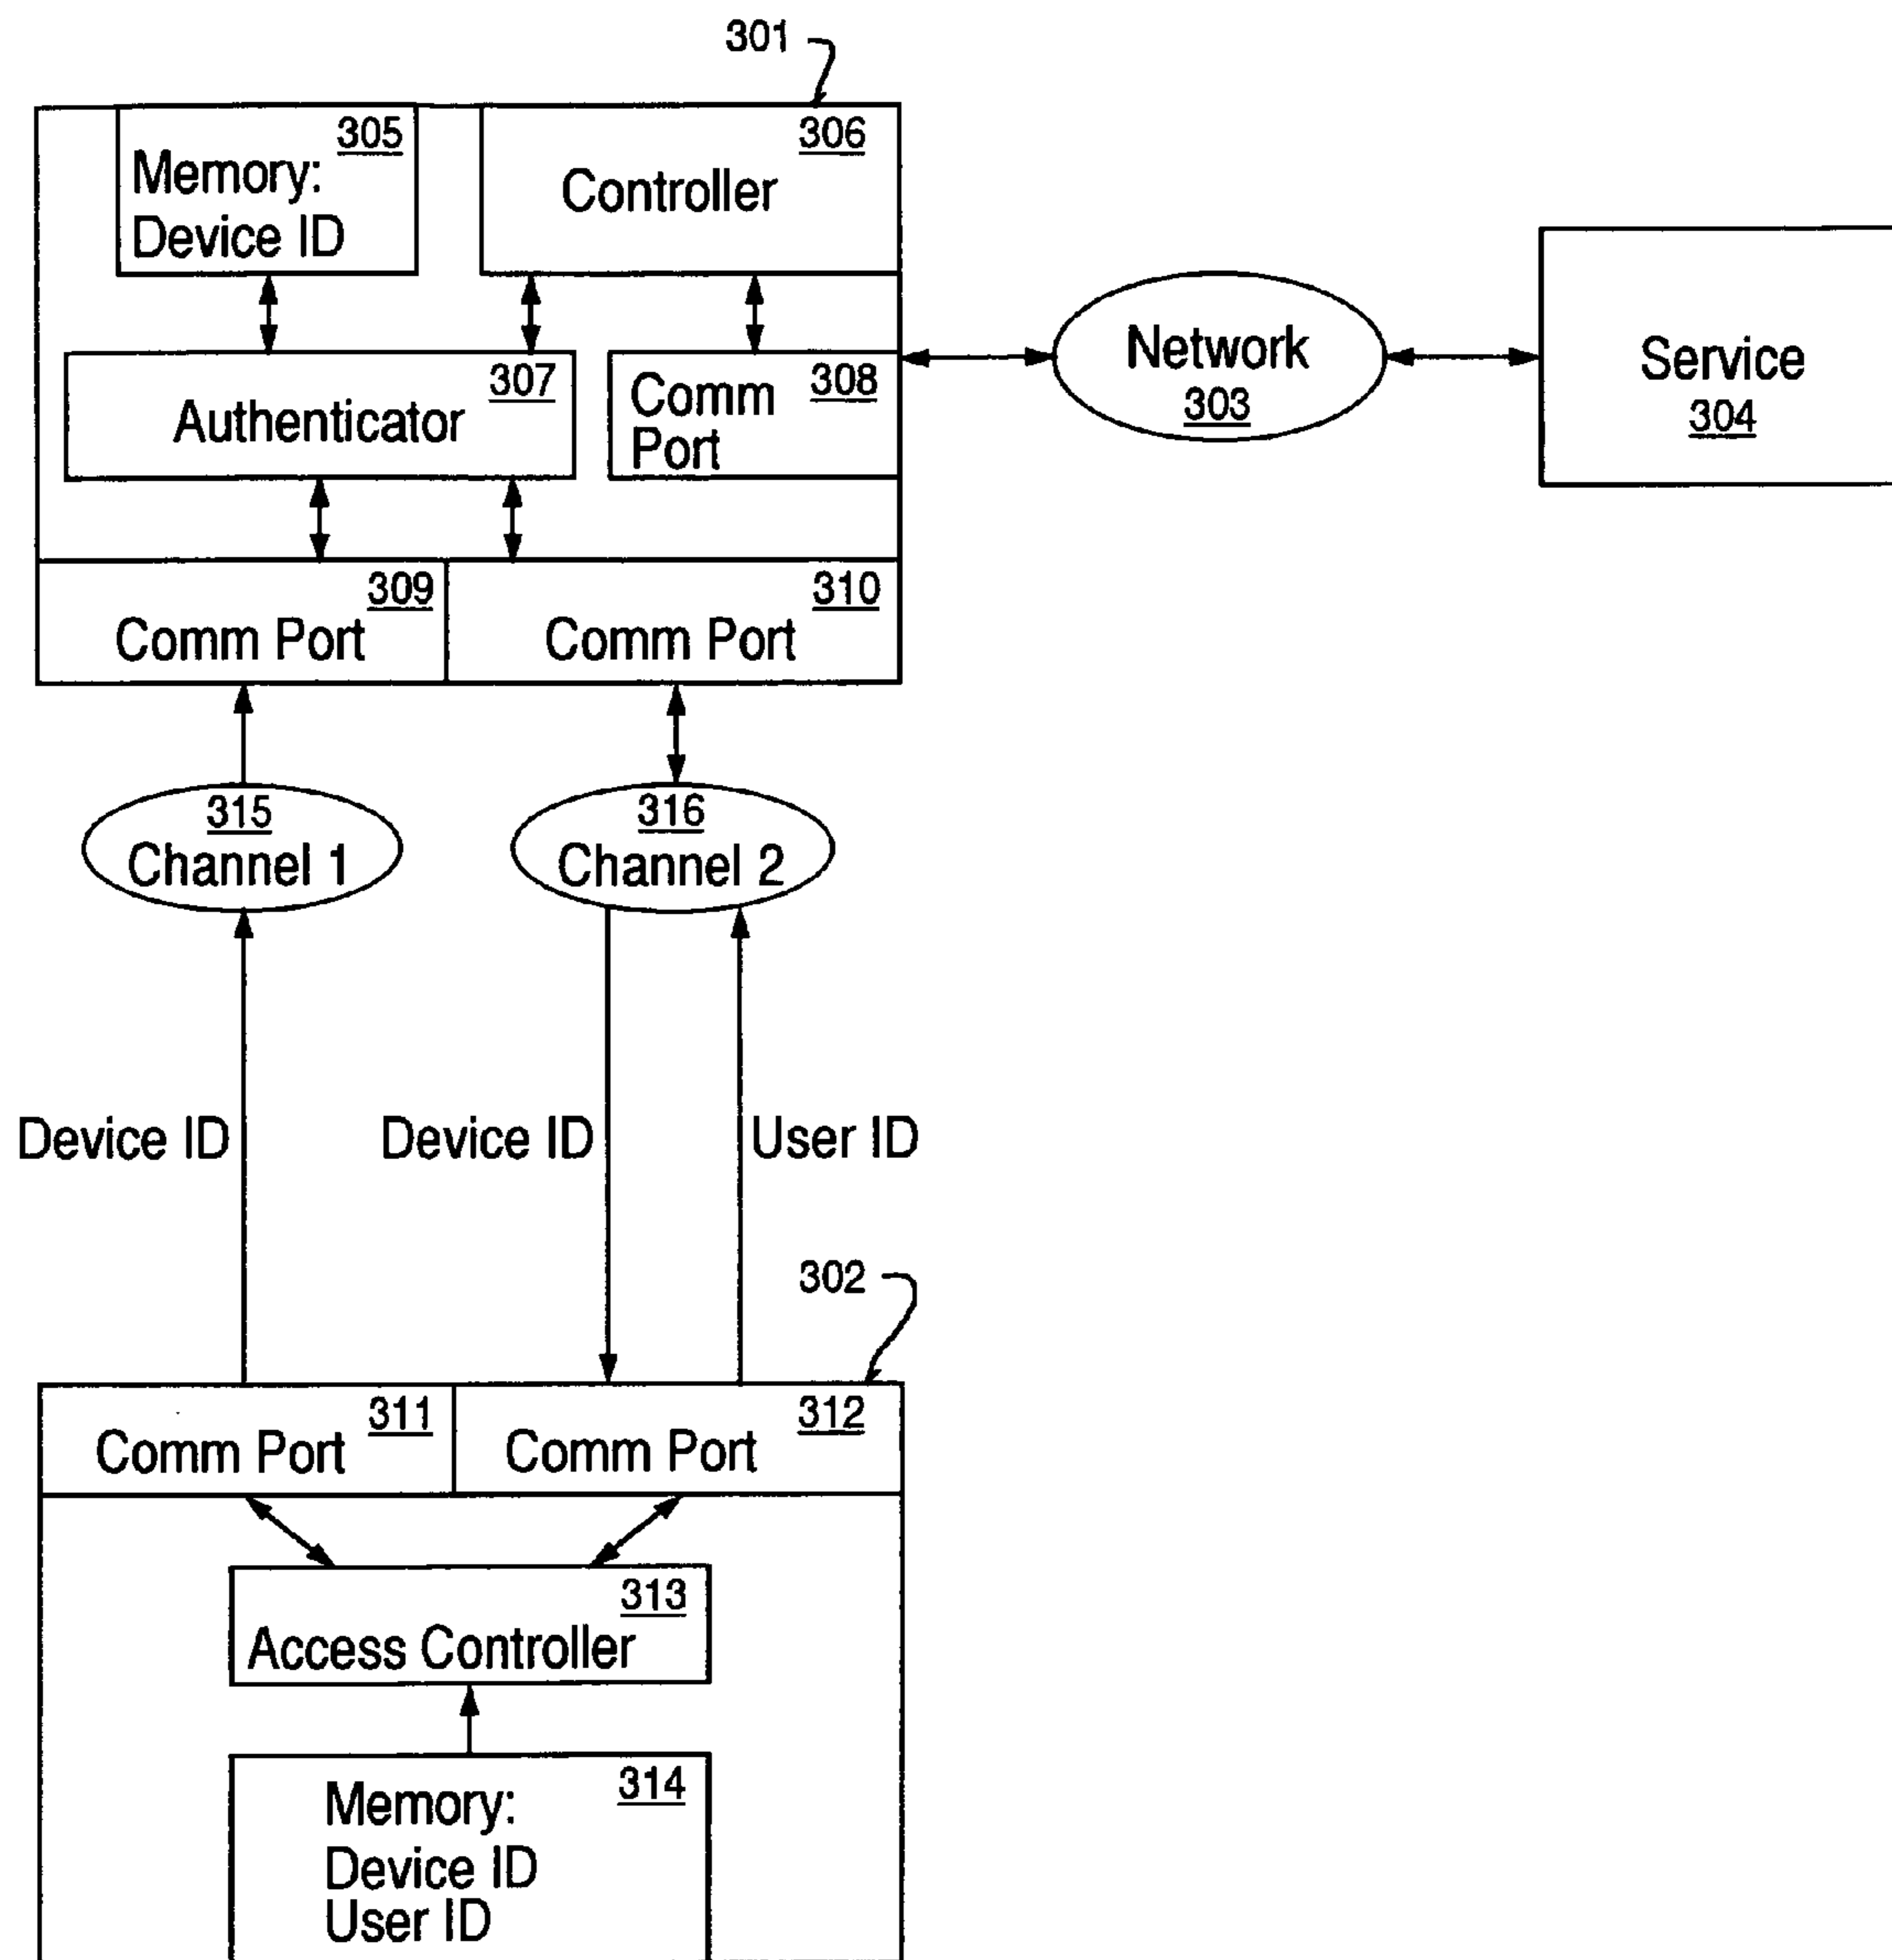 301
305
Memory:
Device ID
306
Controller
307
Authenticator
308
Comm
Port
Network
303
Service
304
309
Comm Port
310
Comm Port
315
Channel 1
316
Channel 2
Device ID
Device ID
User ID
302
311
Comm Port
312
Comm Port
313
Access Controller
314
Memory:
Device ID
User ID